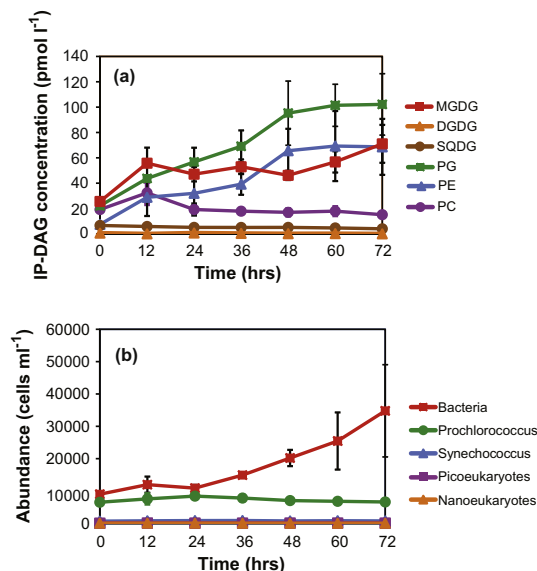 (a)
IP-DAG concentration (pmol l⁻¹)
140
120
100
80
60
40
20
0
0 12 24 36 48 60 72
Time (hrs)
MGDG
DGDG
SQDG
PG
PE
PC
(b)
Abundance (cells ml⁻¹)
60000
50000
40000
30000
20000
10000
0
0 12 24 36 48 60 72
Time (hrs)
Bacteria
Prochlorococcus
Synechococcus
Picoeukaryotes
Nanoeukaryotes